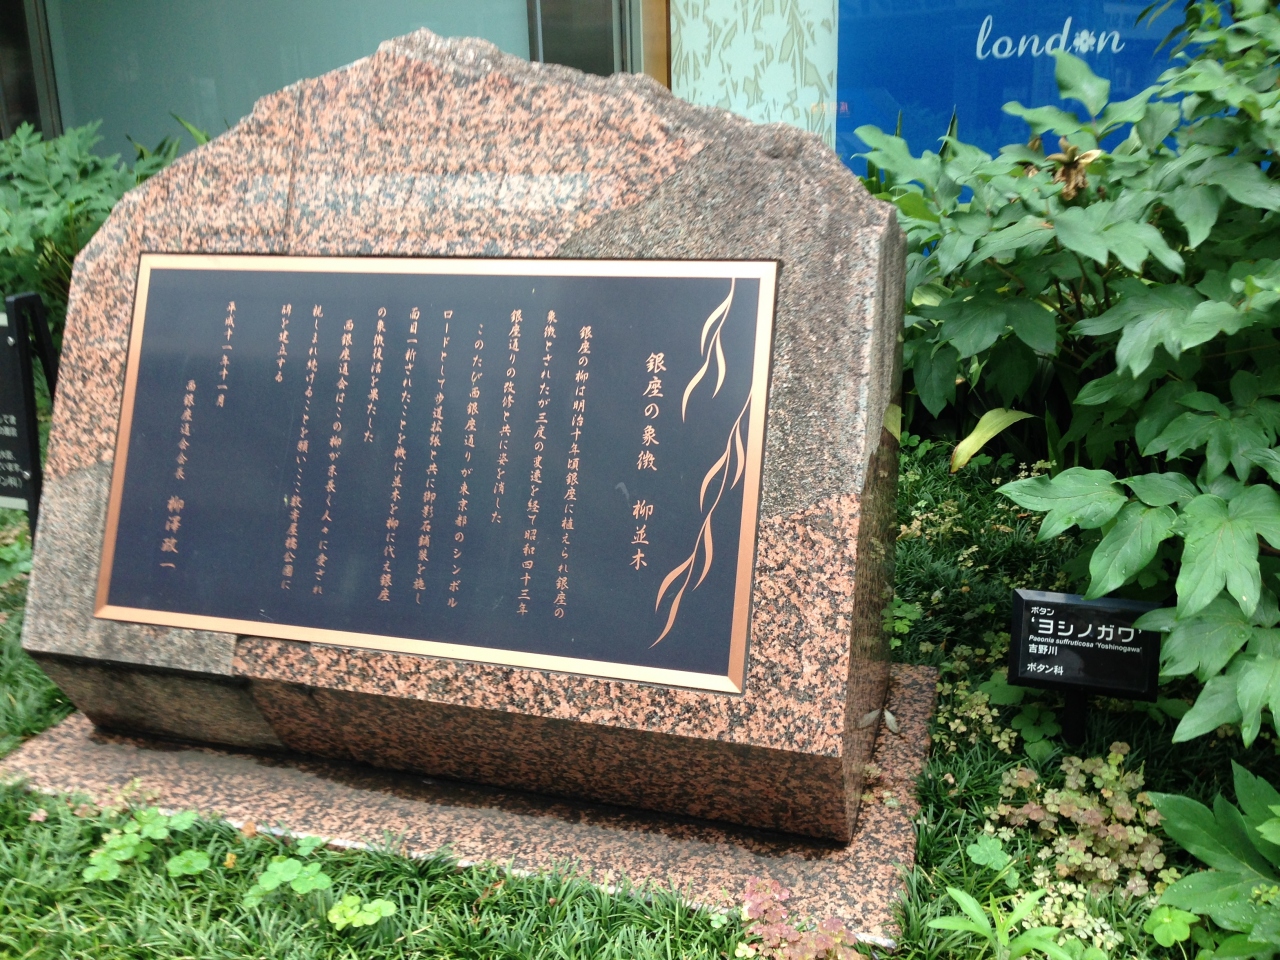 london
銀座の象徴　柳並木
銀座の柳は明治十年頃銀座に植えられ銀座の
象徴とされたが三度の変遷を経て昭和四十三年
銀座通りの改修と共に姿を消した
このたび西銀座通りが東京都のシンボル
ロードとして歩道拡張と共に御影石舗装を施し
面目一新されたことを機に並木を柳に代え銀座
の象徴復活を果たした
西銀座通会はこの柳が末長く人々に愛され
親しまれ続けることを願いここ数寄屋橋公園に
碑を建立する
平成十一年十一月
西銀座通会会長　柳澤政一
ボタン
'ヨシノガワ'
Paeonia suffruticosa 'Yoshinogawa'
吉野川
ボタン科